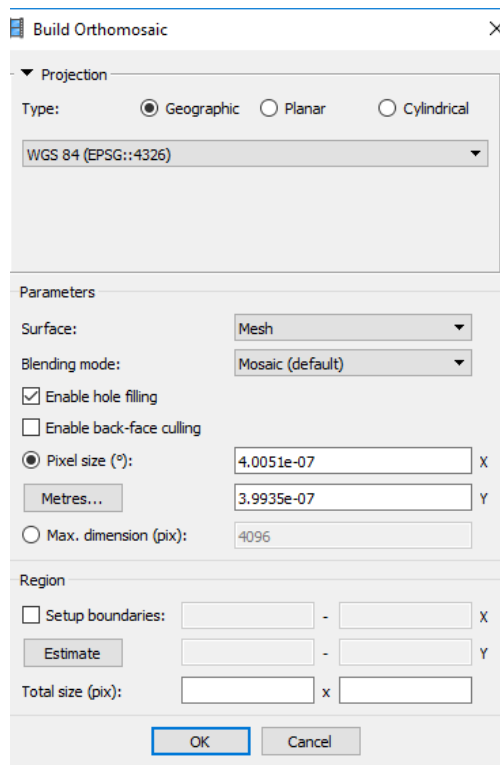 Build Orthomosaic
Projection
Type: Geographic Planar Cylindrical
WGS 84 (EPSG::4326)
Parameters
Surface: Mesh
Blending mode: Mosaic (default)
Enable hole filling
Enable back-face culling
Pixel size (°): 4.0051e-07 X
Metres... 3.9935e-07 Y
Max. dimension (pix): 4096
Region
Setup boundaries: - X
Estimate - Y
Total size (pix): x
OK Cancel